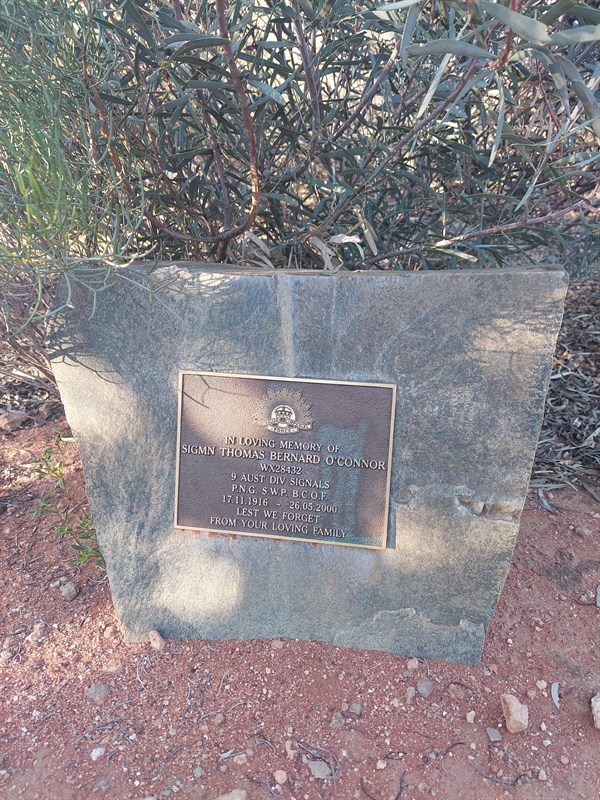 IN LOVING MEMORY OF
SIGMN THOMAS BERNARD O'CONNOR
WX28432
9 AUST DIV SIGNALS
P.N.G. S.W.P. B.C.O.F.
17.11.1916 - 26.05.2000
LEST WE FORGET
FROM YOUR LOVING FAMILY